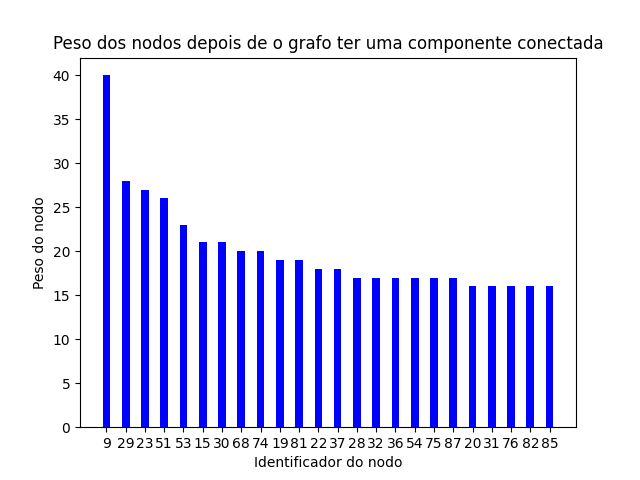 Peso dos nodos depois de o grafo ter uma componente conectada
Peso do nodo
40
35
30
25
20
15
10
5
0
9 29 23 51 53 15 30 68 74 19 81 22 37 28 32 36 54 75 87 20 31 76 82 85
Identificador do nodo